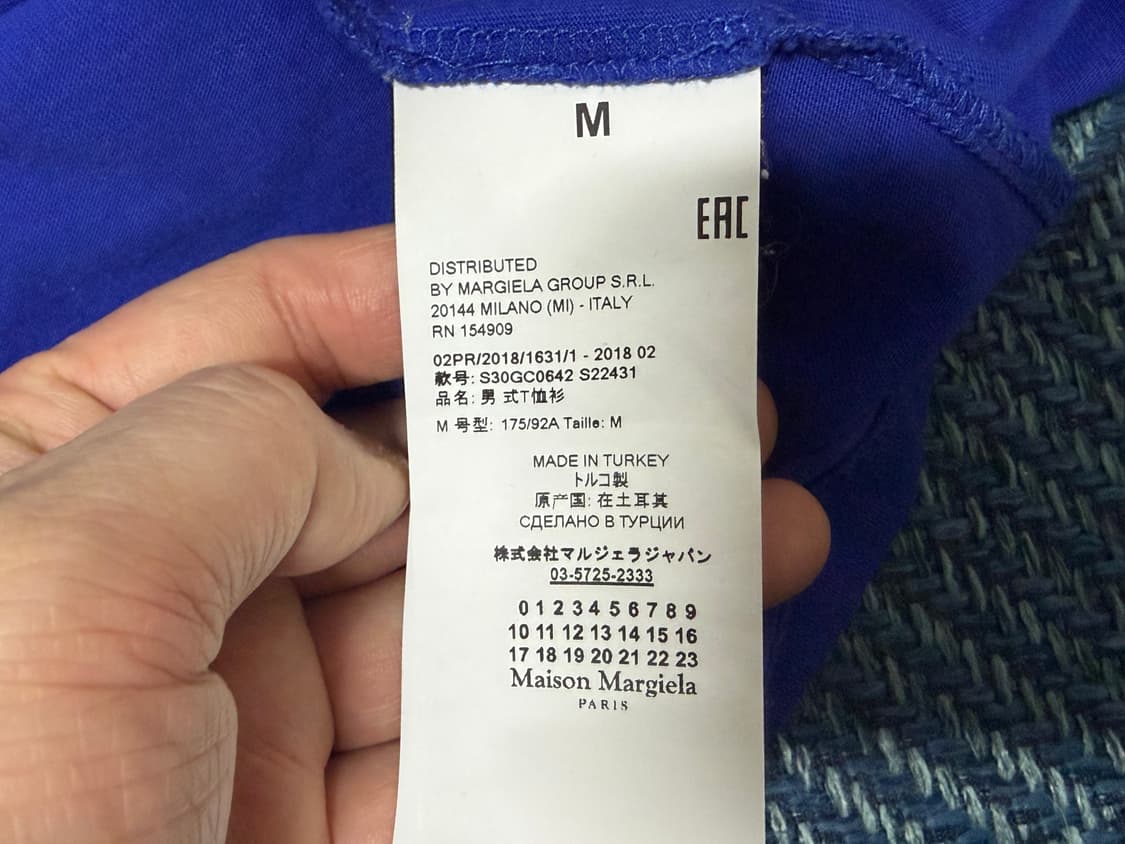 M
EAC
DISTRIBUTED
BY MARGIELA GROUP S.R.L.
20144 MILANO (MI) - ITALY
RN 154909
02PR/2018/1631/1 - 2018 02
款号: S30GC0642 S22431
品名: 男 式T恤衫
M 号型: 175/92A Taille: M
MADE IN TURKEY
トルコ製
原产国: 在土耳其
СДЕЛАНО В ТУРЦИИ
株式会社マルジェラジャパン
03-5725-2333
0 1 2 3 4 5 6 7 8 9
10 11 12 13 14 15 16
17 18 19 20 21 22 23
Maison Margiela
PARIS